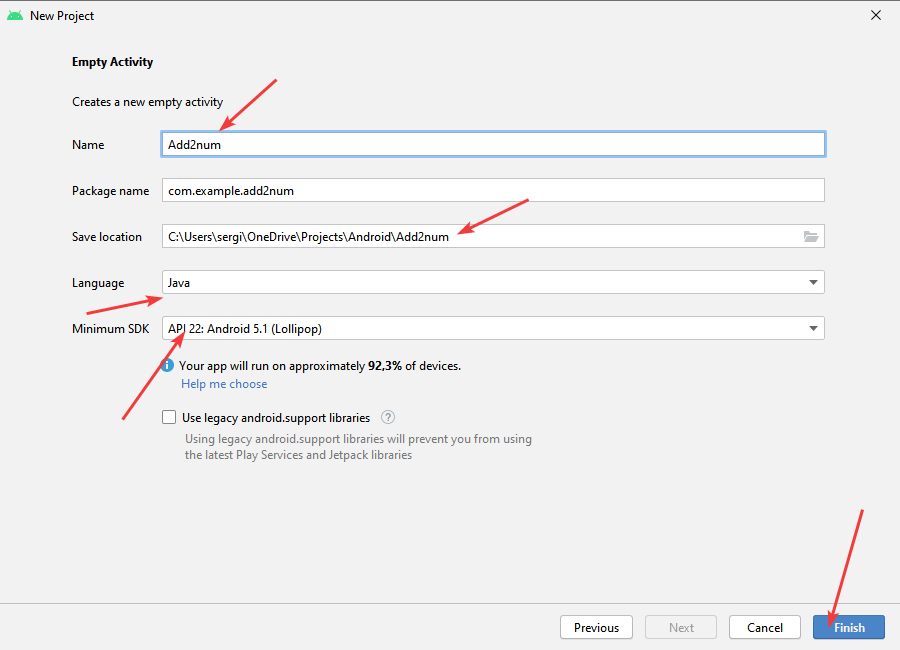 New Project
Empty Activity
Creates a new empty activity
Name Add2num
Package name com.example.add2num
Save location C:\Users\sergi\OneDrive\Projects\Android\Add2num
Language Java
Minimum SDK API 22: Android 5.1 (Lollipop)
Your app will run on approximately 92,3% of devices.
Help me choose
Use legacy android.support libraries ?
Using legacy android.support libraries will prevent you from using
the latest Play Services and Jetpack libraries
Previous Next Cancel Finish